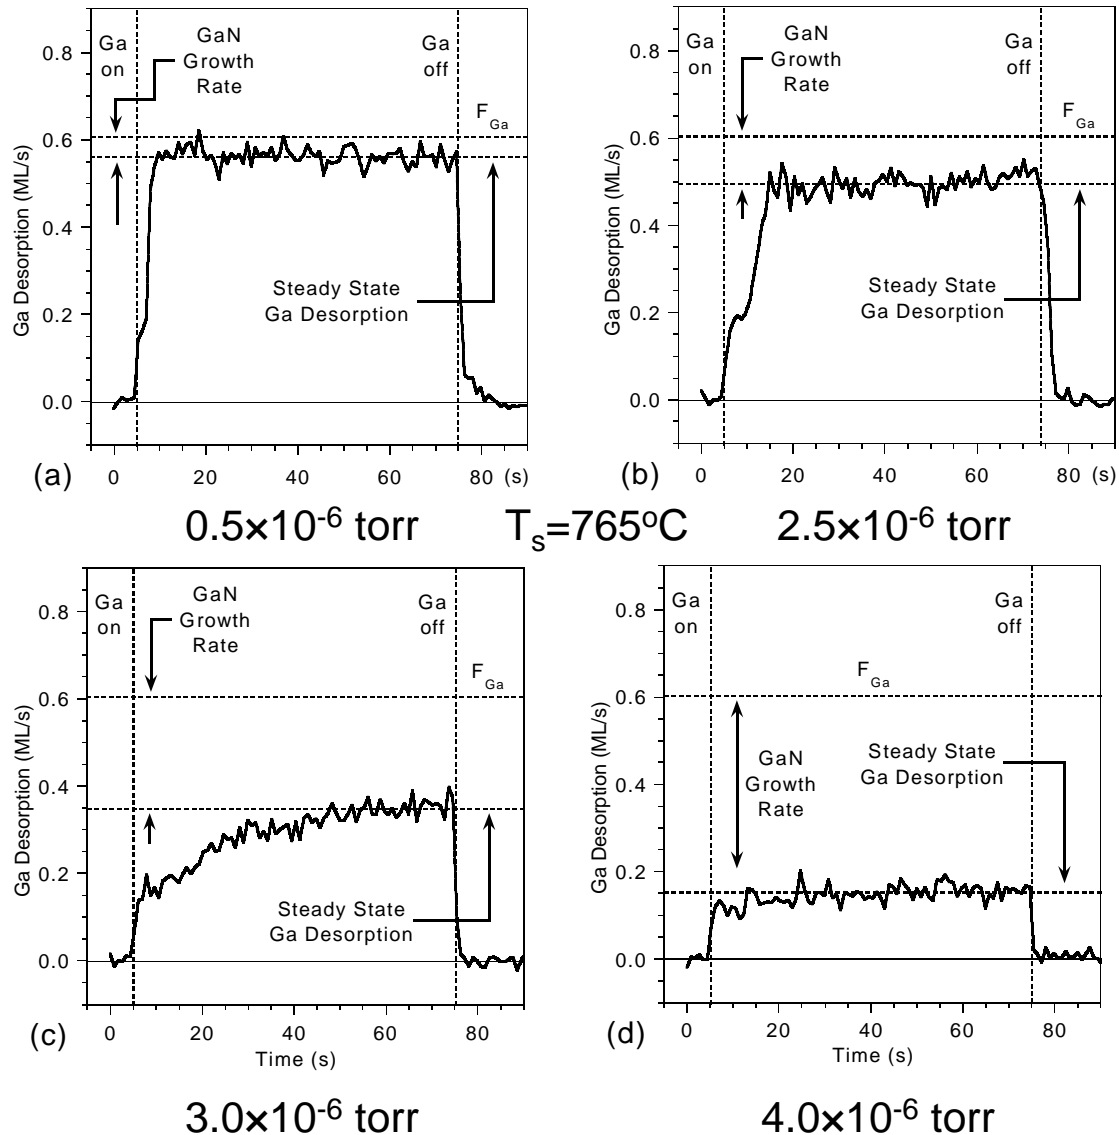 Ga
on
GaN
Growth
Rate
Ga
off
F_Ga
Ga Desorption (ML/s)
0.8
0.6
0.4
0.2
0.0
Steady State
Ga Desorption
0 20 40 60 80 (s)
(a)
0.5×10⁻⁶ torr
Ga
on
GaN
Growth
Rate
Ga
off
F_Ga
Ga Desorption (ML/s)
0.8
0.6
0.4
0.2
0.0
Steady State
Ga Desorption
0 20 40 60 80 (s)
(b)
T_s=765°C
2.5×10⁻⁶ torr
Ga
on
GaN
Growth
Rate
Ga
off
F_Ga
Ga Desorption (ML/s)
0.8
0.6
0.4
0.2
0.0
Steady State
Ga Desorption
0 20 40 60 80
Time (s)
(c)
3.0×10⁻⁶ torr
Ga
on
Ga
off
F_Ga
Ga Desorption (ML/s)
0.8
0.6
0.4
0.2
0.0
GaN
Growth
Rate
Steady State
Ga Desorption
0 20 40 60 80
Time (s)
(d)
4.0×10⁻⁶ torr